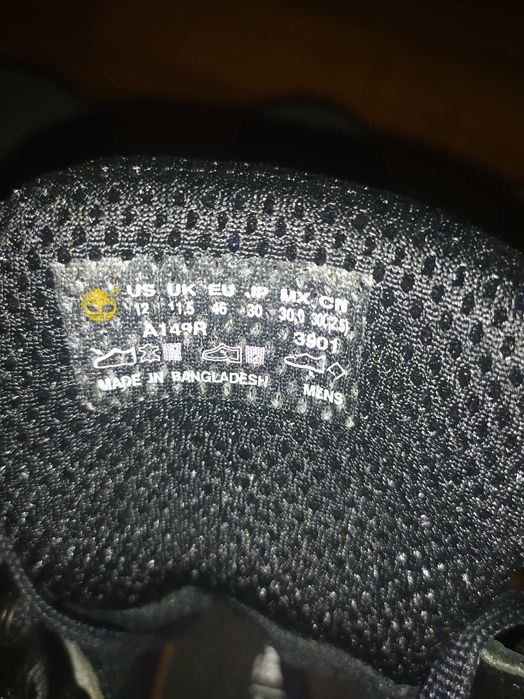 US UK EU JP MX CN
12 11.5 46 30 30.0 300(2.5)
A149R 3901
MADE IN BANGLADESH MENS